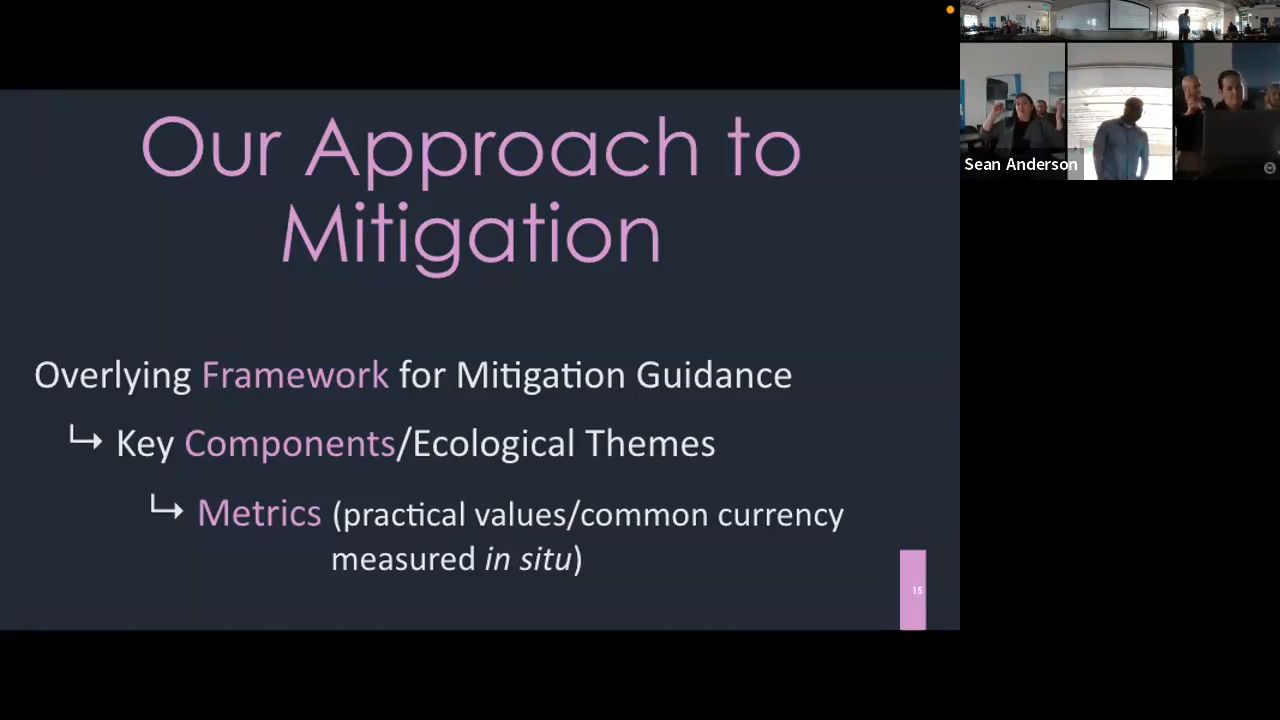 Our Approach to
Mitigation
Overlying Framework for Mitigation Guidance
↳ Key Components/Ecological Themes
↳ Metrics (practical values/common currency
measured in situ)
15
Sean Anderson